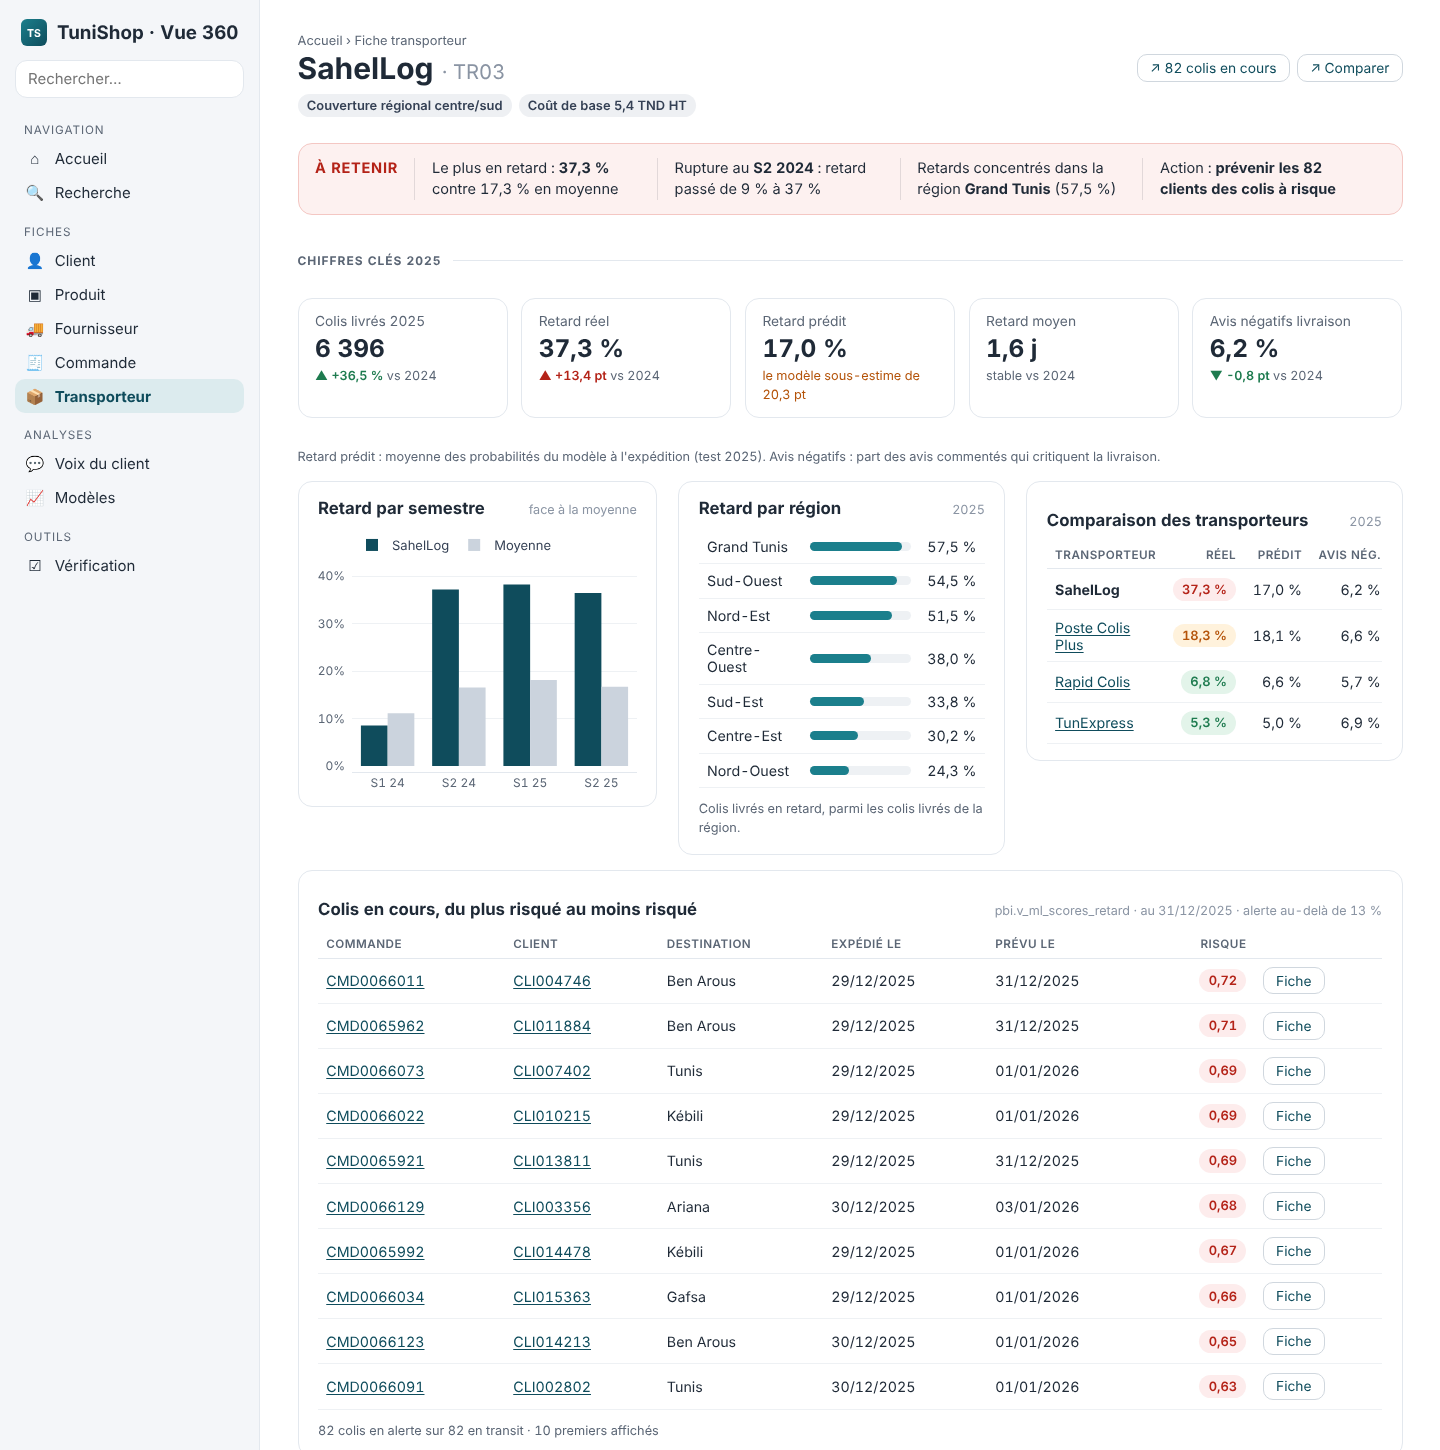 TS TuniShop · Vue 360
Rechercher...
NAVIGATION
⌂ Accueil
🔍 Recherche
FICHES
👤 Client
▣ Produit
🚚 Fournisseur
🧾 Commande
📦 Transporteur
ANALYSES
💬 Voix du client
📈 Modèles
OUTILS
☑ Vérification
Accueil › Fiche transporteur
SahelLog · TR03
↗ 82 colis en cours
↗ Comparer
Couverture régional centre/sud
Coût de base 5,4 TND HT
À RETENIR
Le plus en retard : 37,3 %
contre 17,3 % en moyenne
Rupture au S2 2024 : retard
passé de 9 % à 37 %
Retards concentrés dans la
région Grand Tunis (57,5 %)
Action : prévenir les 82
clients des colis à risque
CHIFFRES CLÉS 2025
Colis livrés 2025
6 396
▲ +36,5 % vs 2024
Retard réel
37,3 %
▲ +13,4 pt vs 2024
Retard prédit
17,0 %
le modèle sous-estime de
20,3 pt
Retard moyen
1,6 j
stable vs 2024
Avis négatifs livraison
6,2 %
▼ -0,8 pt vs 2024
Retard prédit : moyenne des probabilités du modèle à l'expédition (test 2025). Avis négatifs : part des avis commentés qui critiquent la livraison.
Retard par semestre face à la moyenne
SahelLog Moyenne
40%
30%
20%
10%
0%
S1 24 S2 24 S1 25 S2 25
Retard par région 2025
Grand Tunis 57,5 %
Sud-Ouest 54,5 %
Nord-Est 51,5 %
Centre-
Ouest 38,0 %
Sud-Est 33,8 %
Centre-Est 30,2 %
Nord-Ouest 24,3 %
Colis livrés en retard, parmi les colis livrés de la
région.
Comparaison des transporteurs 2025
TRANSPORTEUR RÉEL PRÉDIT AVIS NÉG.
SahelLog 37,3 % 17,0 % 6,2 %
Poste Colis
Plus 18,3 % 18,1 % 6,6 %
Rapid Colis 6,8 % 6,6 % 5,7 %
TunExpress 5,3 % 5,0 % 6,9 %
Colis en cours, du plus risqué au moins risqué pbi.v_ml_scores_retard · au 31/12/2025 · alerte au-delà de 13 %
COMMANDE CLIENT DESTINATION EXPÉDIÉ LE PRÉVU LE RISQUE
CMD0066011 CLI004746 Ben Arous 29/12/2025 31/12/2025 0,72 Fiche
CMD0065962 CLI011884 Ben Arous 29/12/2025 31/12/2025 0,71 Fiche
CMD0066073 CLI007402 Tunis 29/12/2025 01/01/2026 0,69 Fiche
CMD0066022 CLI010215 Kébili 29/12/2025 01/01/2026 0,69 Fiche
CMD0065921 CLI013811 Tunis 29/12/2025 31/12/2025 0,69 Fiche
CMD0066129 CLI003356 Ariana 30/12/2025 03/01/2026 0,68 Fiche
CMD0065992 CLI014478 Kébili 29/12/2025 01/01/2026 0,67 Fiche
CMD0066034 CLI015363 Gafsa 29/12/2025 01/01/2026 0,66 Fiche
CMD0066123 CLI014213 Ben Arous 30/12/2025 01/01/2026 0,65 Fiche
CMD0066091 CLI002802 Tunis 30/12/2025 01/01/2026 0,63 Fiche
82 colis en alerte sur 82 en transit · 10 premiers affichés